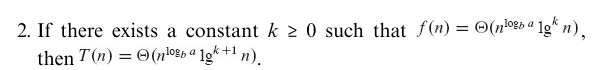 2. If there exists a constant k ≥ 0 such that f(n) = Θ(n^{log_b a} lg^k n),
then T(n) = Θ(n^{log_b a} lg^{k+1} n).